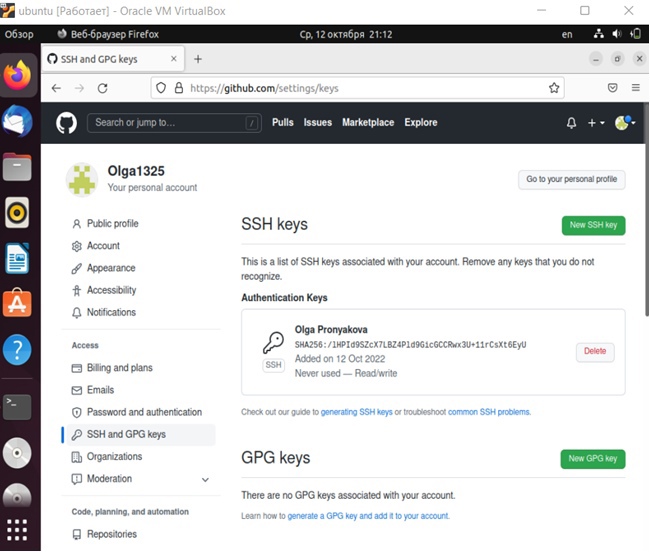 ubuntu [Работает] - Oracle VM VirtualBox
Обзор Веб-браузер Firefox Ср, 12 октября 21:12 en
SSH and GPG keys
https://github.com/settings/keys
Search or jump to... / Pulls Issues Marketplace Explore
Olga1325
Your personal account
Go to your personal profile
Public profile
Account
Appearance
Accessibility
Notifications
Access
Billing and plans
Emails
Password and authentication
SSH and GPG keys
Organizations
Moderation
Code, planning, and automation
Repositories
SSH keys
New SSH key
This is a list of SSH keys associated with your account. Remove any keys that you do not
recognize.
Authentication Keys
Olga Pronyakova
SHA256:/lHPId9SZcX7LBZ4Pld9GicGCCRwx3U+11rCsXt6EyU
Added on 12 Oct 2022
Never used — Read/write
SSH
Delete
Check out our guide to generating SSH keys or troubleshoot common SSH problems.
GPG keys
New GPG key
There are no GPG keys associated with your account.
Learn how to generate a GPG key and add it to your account.